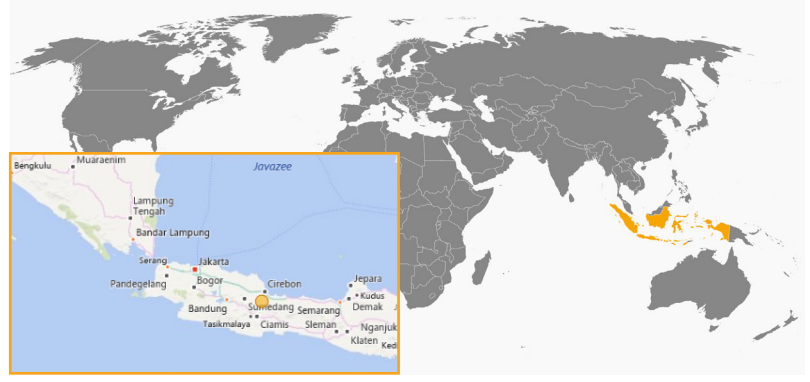 Muaraenim
Bengkulu
Javazee
Lampung
Tengah
Bandar Lampung
Serang
Jakarta
Pandegelang
Bogor
Cirebon
Jepara
Kudus
Bandung
Sumedang
Semarang
Demak
Tasikmalaya
Ciamis
Sleman
Nganjuk
Klaten
Ked